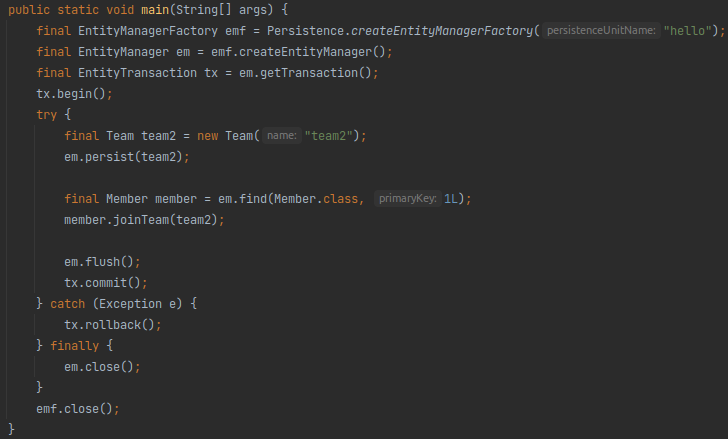 public static void main(String[] args) {
    final EntityManagerFactory emf = Persistence.createEntityManagerFactory( persistenceUnitName: "hello");
    final EntityManager em = emf.createEntityManager();
    final EntityTransaction tx = em.getTransaction();
    tx.begin();
    try {
        final Team team2 = new Team( name: "team2");
        em.persist(team2);

        final Member member = em.find(Member.class, primaryKey: 1L);
        member.joinTeam(team2);

        em.flush();
        tx.commit();
    } catch (Exception e) {
        tx.rollback();
    } finally {
        em.close();
    }
    emf.close();
}